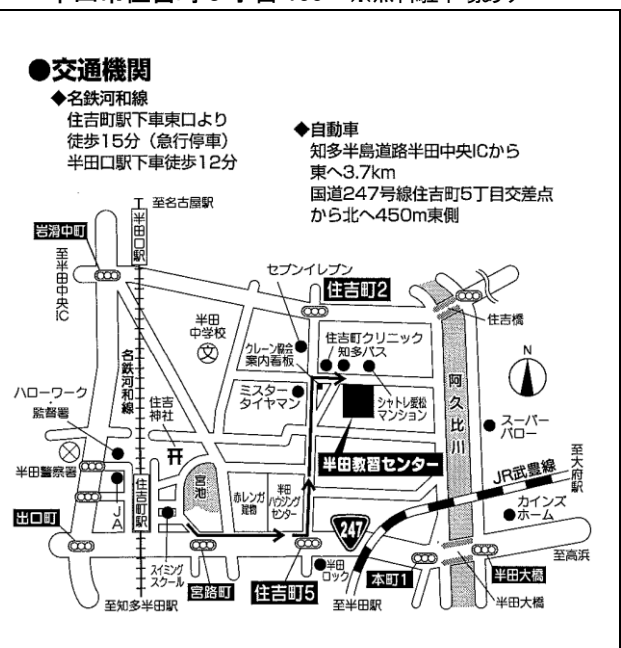 ●交通機関
◆名鉄河和線
住吉町駅下車東口より
徒歩15分（急行停車）
半田口駅下車徒歩12分
◆自動車
知多半島道路半田中央ICから
東へ3.7km
国道247号線住吉町5丁目交差点
から北へ450m東側
至名古屋駅
半田口駅
岩滑中町
至半田中央IC
セブンイレブン
住吉町2
住吉橋
半田
中学校
文
クレーン協会
案内看板
住吉町クリニック
知多バス
N
名鉄河和線
ミスター
タイヤマン
シャトレ愛松
マンション
阿久比川
ハローワーク
監督署
住吉
神社
スーパー
バロー
半田教習センター
半田警察署
宮池
赤レンガ
建物
半田
ハウジング
センター
JR武豊線
至大府駅
住吉町駅
JA
247
カインズ
ホーム
出口町
至高浜
スイミング
スクール
宮路町
住吉町5
半田
ロック
本町1
半田大橋
至知多半田駅
至半田駅
半田大橋